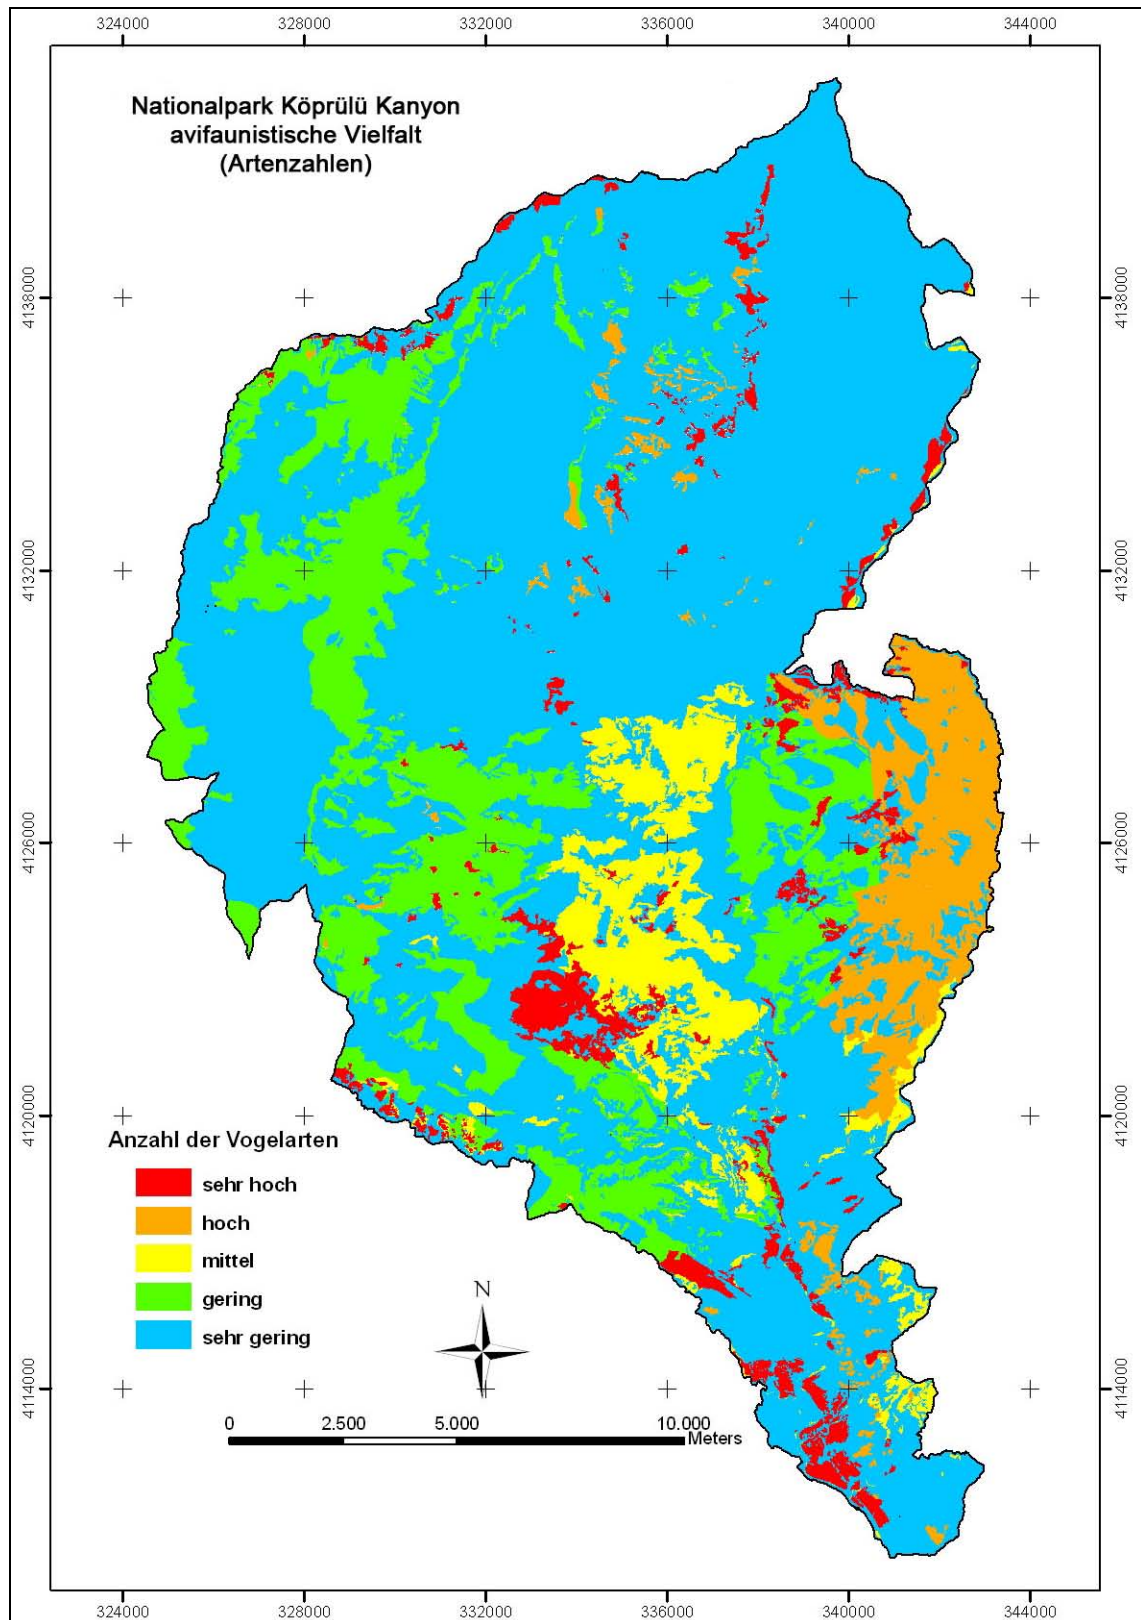 324000 328000 332000 336000 340000 344000
Nationalpark Köprülü Kanyon
avifaunistische Vielfalt
(Artenzahlen)
4138000 4138000
4132000 4132000
4126000 4126000
4120000 4120000
Anzahl der Vogelarten
sehr hoch
hoch
mittel
gering
sehr gering
N
4114000 4114000
0 2.500 5.000 10.000
Meters
324000 328000 332000 336000 340000 344000